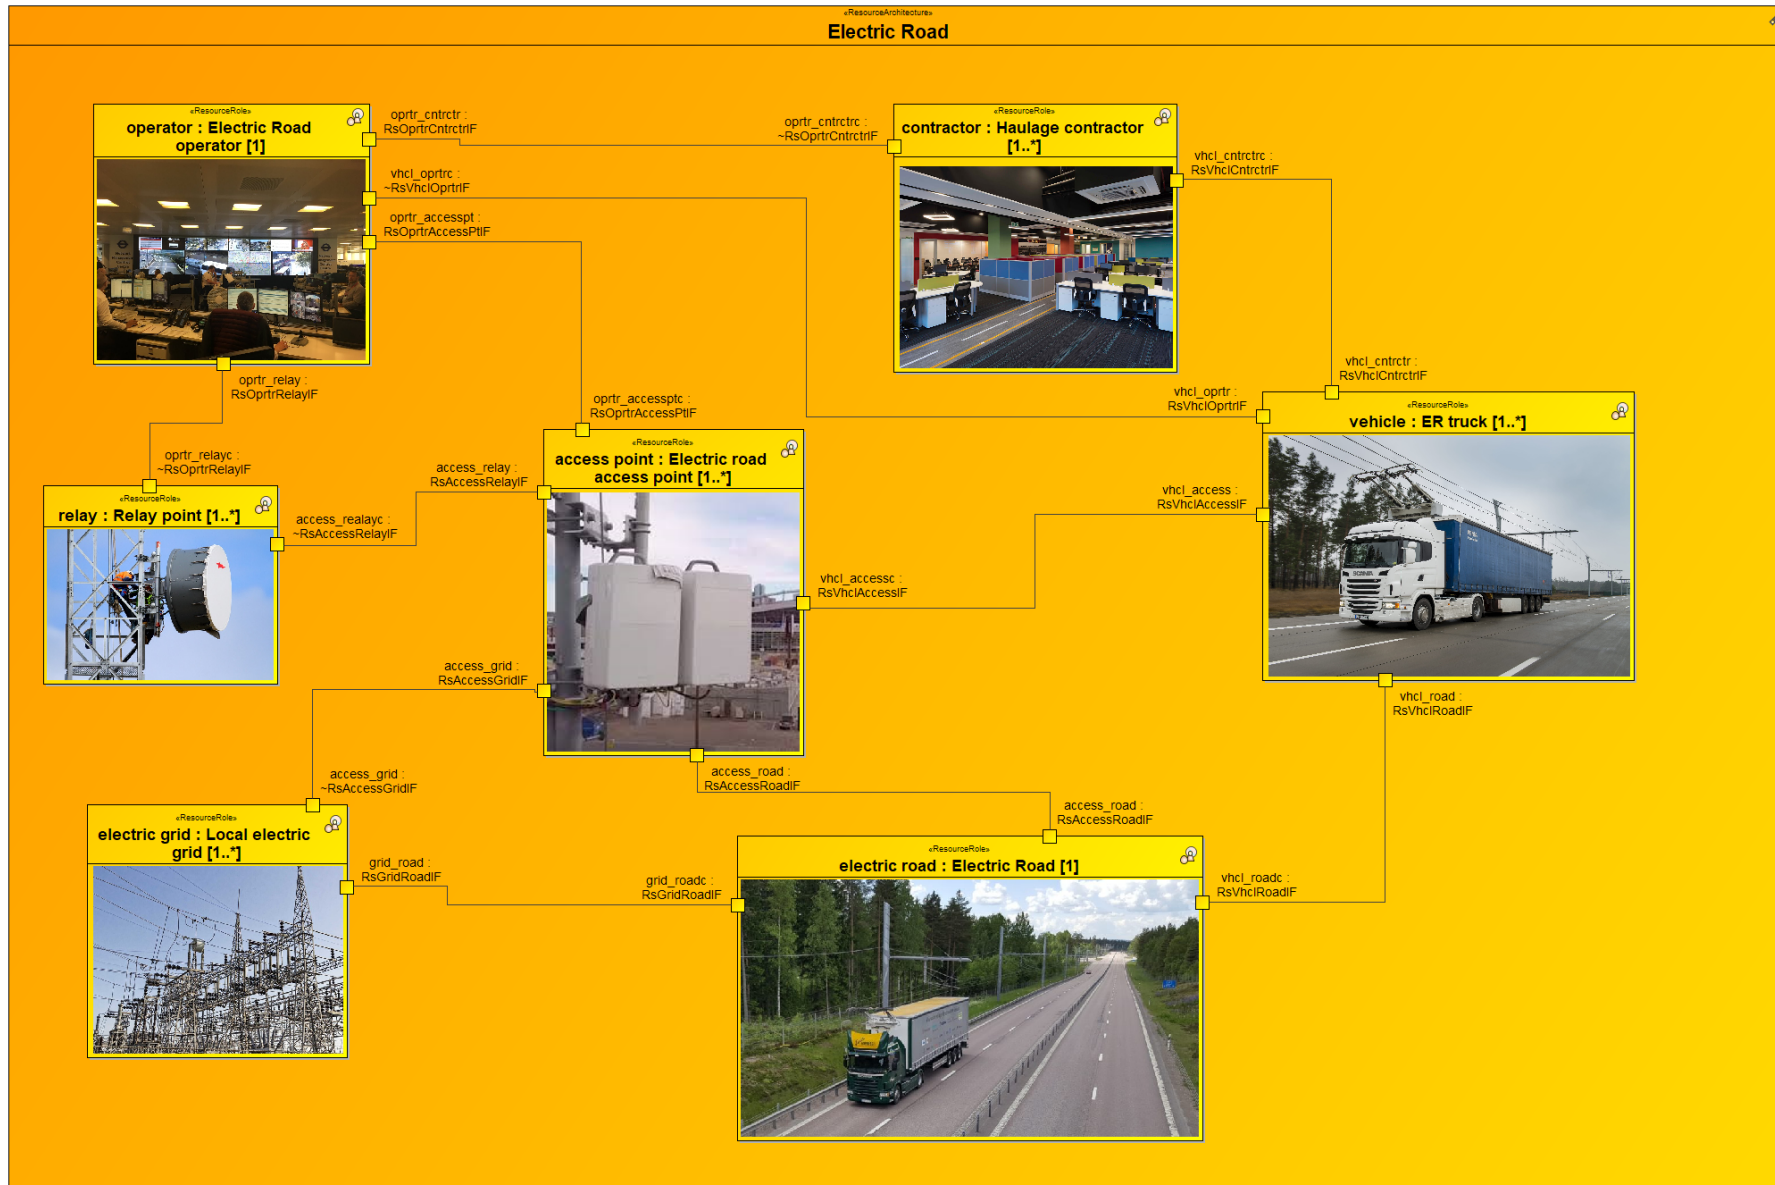 «ResourceArchitecture»
Electric Road
«ResourceRole»
operator : Electric Road
operator [1]
oprtr_cntrctr :
RsOprtrCntrctrIF
vhcl_oprtrc :
~RsVhclOprtrIF
oprtr_accesspt :
RsOprtrAccessPtIF
oprtr_cntrctrc :
~RsOprtrCntrctrIF
«ResourceRole»
contractor : Haulage contractor
[1..*]
vhcl_cntrctrc :
RsVhclCntrctrIF
oprtr_relay :
RsOprtrRelayIF
oprtr_relayc :
~RsOprtrRelayIF
oprtr_accessptc :
RsOprtrAccessPtIF
vhcl_cntrctr :
RsVhclCntrctrIF
vhcl_oprtr :
RsVhclOprtrIF
«ResourceRole»
vehicle : ER truck [1..*]
SCANIA
«ResourceRole»
relay : Relay point [1..*]
access_realayc :
~RsAccessRelayIF
access_relay :
RsAccessRelayIF
«ResourceRole»
access point : Electric road
access point [1..*]
vhcl_access :
RsVhclAccessIF
vhcl_accessc :
RsVhclAccessIF
access_grid :
RsAccessGridIF
vhcl_road :
RsVhclRoadIF
access_grid :
~RsAccessGridIF
access_road :
RsAccessRoadIF
access_road :
RsAccessRoadIF
«ResourceRole»
electric grid : Local electric
grid [1..*]
grid_road :
RsGridRoadIF
grid_roadc :
RsGridRoadIF
«ResourceRole»
electric road : Electric Road [1]
vhcl_roadc :
RsVhclRoadIF